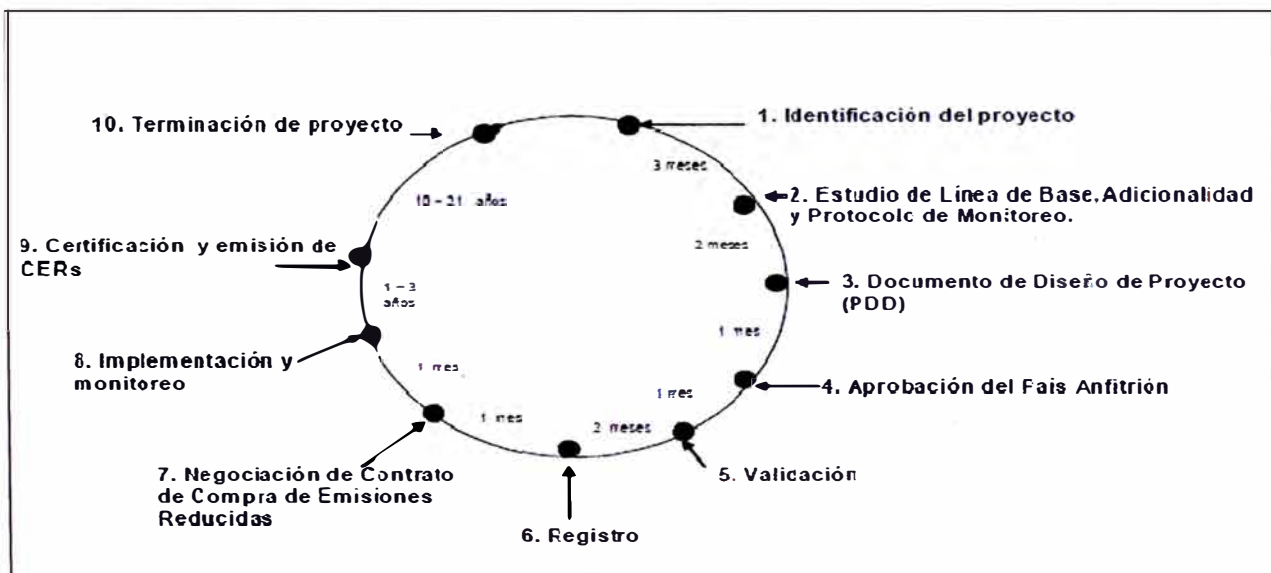 10. Terminación de proyecto
1. Identificación del proyecto
3 meses
2. Estudio de Línea de Base, Adicionalidad
y Protocolo de Monitoreo.
2 meses
3. Documento de Diseño de Proyecto
(PDD)
1 mes
4. Aprobación del País Anfitrión
1 mes
5. Validación
2 meses
6. Registro
1 mes
7. Negociación de Contrato
de Compra de Emisiones
Reducidas
1 mes
8. Implementación y
monitoreo
1 – 3
años
9. Certificación y emisión de
CERs
10 – 21 años